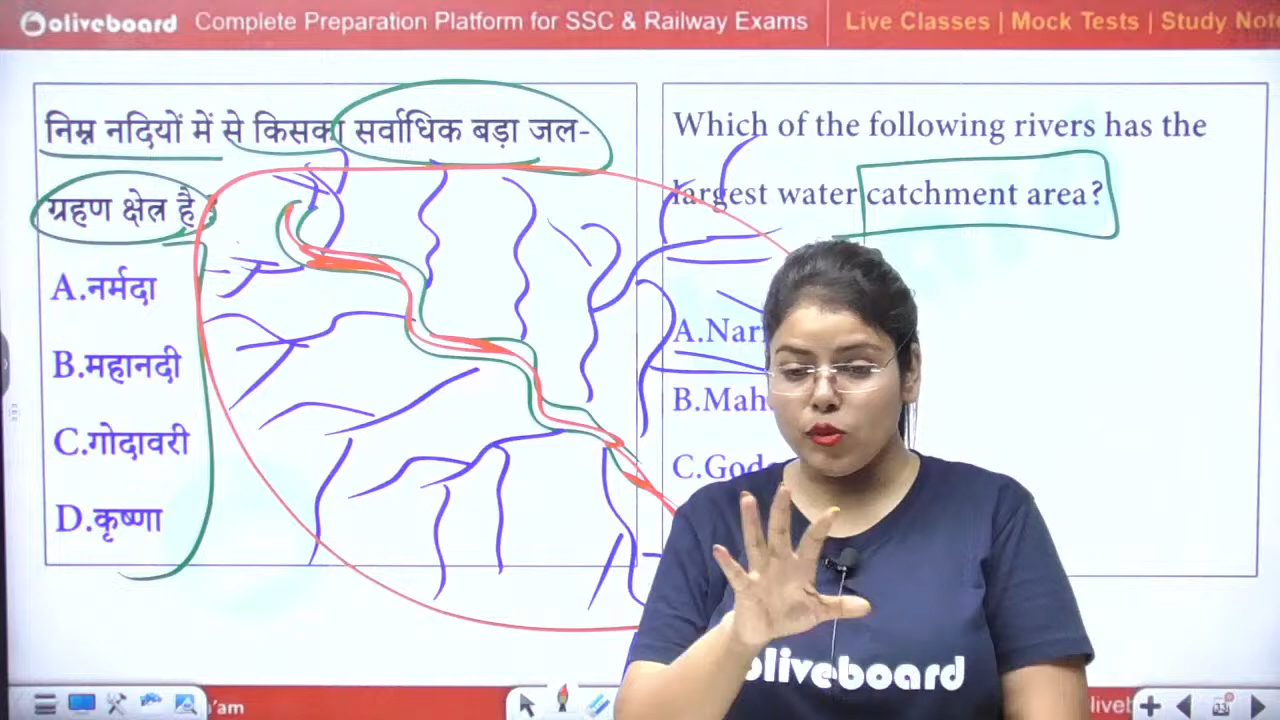 oliveboard Complete Preparation Platform for SSC & Railway Exams Live Classes | Mock Tests | Study
निम्न नदियों में से किसका सर्वाधिक बड़ा जल-
ग्रहण क्षेत्र है
A.नर्मदा
B.महानदी
C.गोदावरी
D.कृष्णा
Which of the following rivers has the
largest water catchment area?
A.
B.
C.
oliveboard